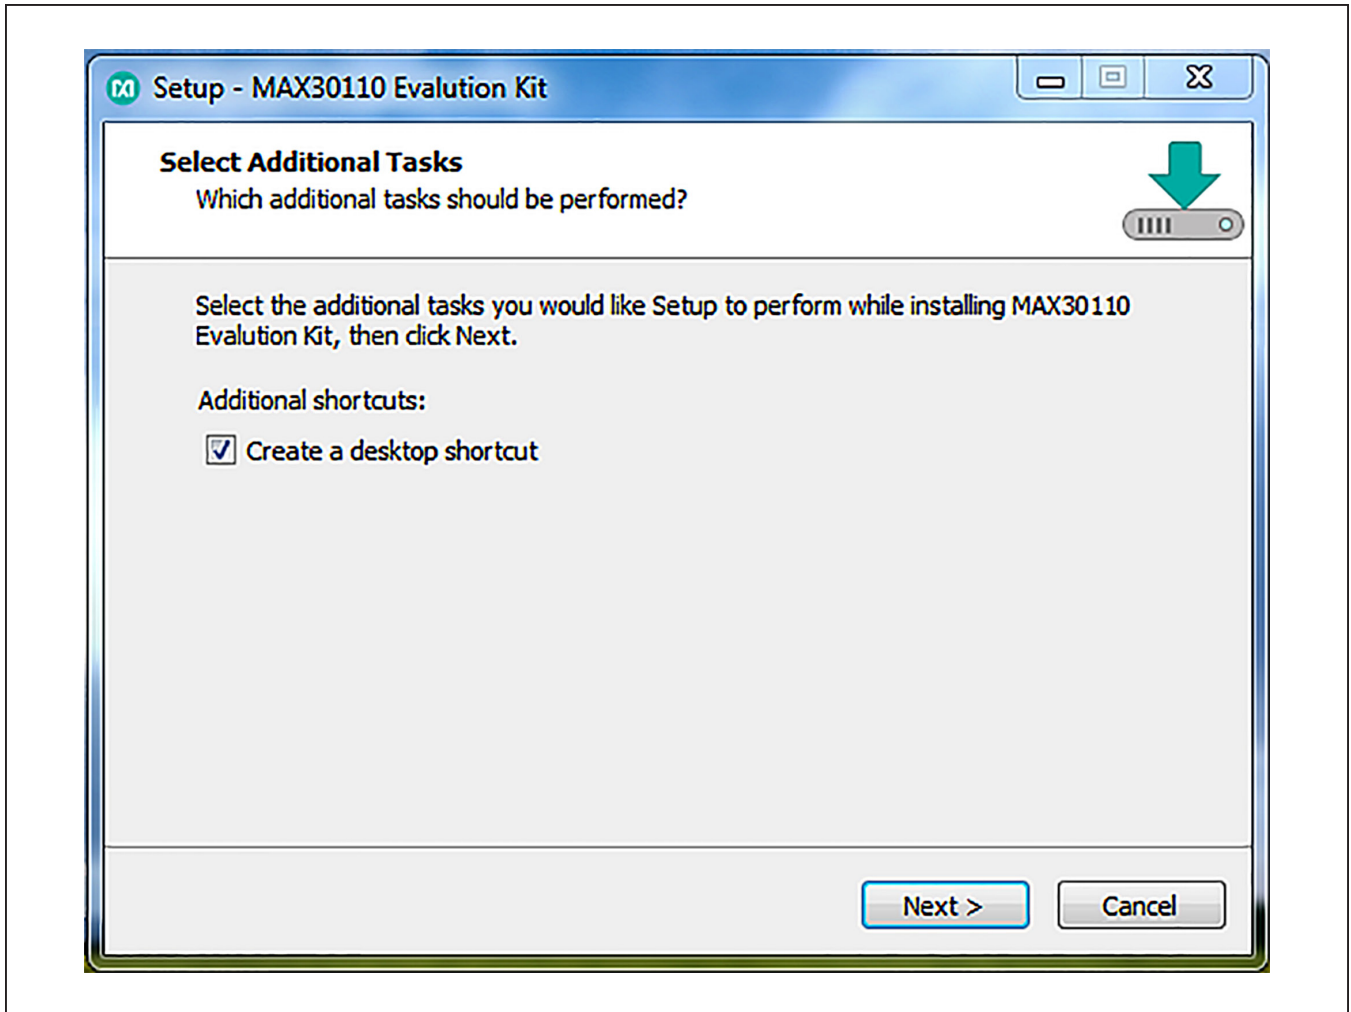 Setup - MAX30110 Evalution Kit
Select Additional Tasks
Which additional tasks should be performed?
Select the additional tasks you would like Setup to perform while installing MAX30110
Evalution Kit, then click Next.
Additional shortcuts:
Create a desktop shortcut
Next >
Cancel